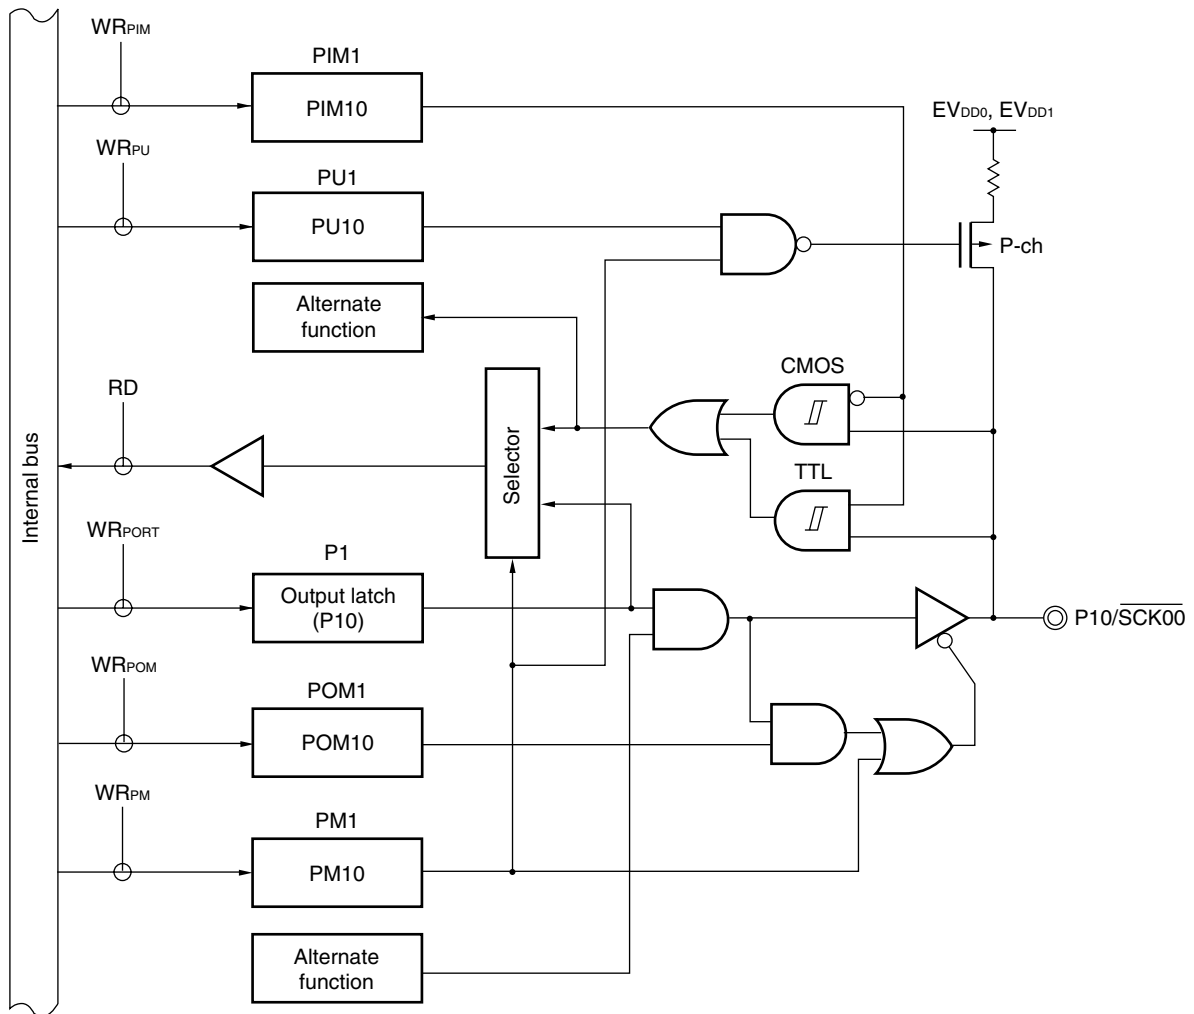 WRPIM
PIM1
PIM10
EVDD0, EVDD1
WRPU
PU1
PU10
P-ch
Alternate
function
CMOS
RD
Selector
TTL
Internal bus
WRPORT
P1
Output latch
(P10)
P10/SCK00
WRPOM
POM1
POM10
WRPM
PM1
PM10
Alternate
function